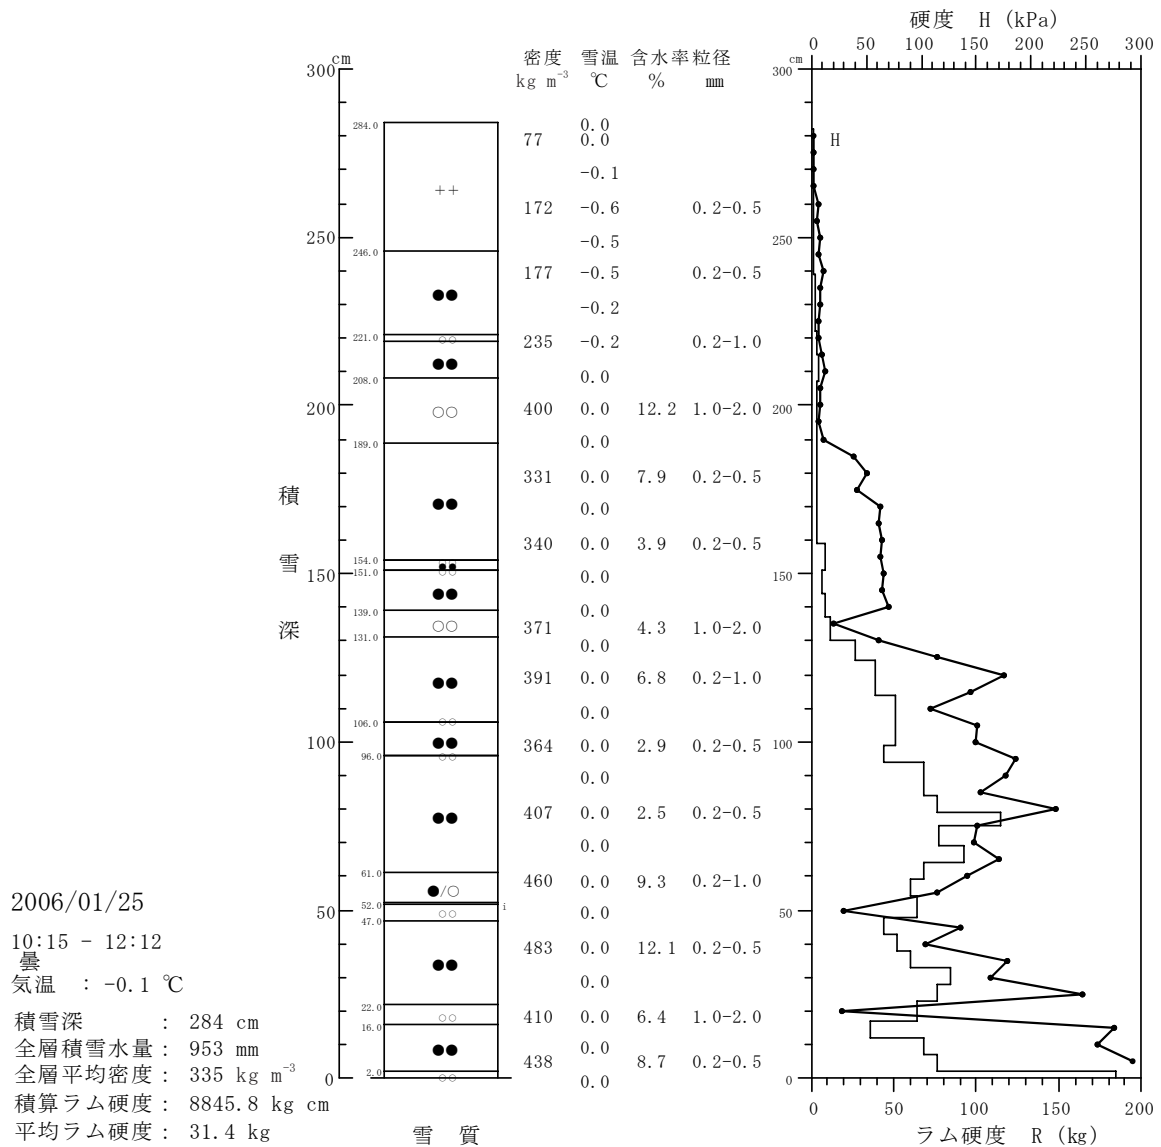 硬度 H (kPa)
0 50 100 150 200 250 300
cm 密度 雪温 含水率 粒径 cm
kg m-3 ℃ % mm
300 300
284.0 0.0
77 0.0 H
-0.1
++
172 -0.6 0.2-0.5
250 -0.5 250
246.0
177 -0.5 0.2-0.5
●●
-0.2
221.0 235 -0.2 0.2-1.0
○○
●●
208.0 0.0
200 ○○ 400 0.0 12.2 1.0-2.0 200
189.0 0.0
331 0.0 7.9 0.2-0.5
積 ●● 0.0
340 0.0 3.9 0.2-0.5
154.0
雪 ●●
150 151.0 ○○ 0.0 150
●●
139.0 0.0
深 ○○ 371 0.0 4.3 1.0-2.0
131.0 0.0
391 0.0 6.8 0.2-1.0
●●
0.0
106.0 ○○
100 ●● 364 0.0 2.9 0.2-0.5 100
96.0 ○○
0.0
407 0.0 2.5 0.2-0.5
●●
0.0
61.0 460 0.0 9.3 0.2-1.0
●/○
2006/01/25
50 52.0 i 50
○○ 0.0
47.0
10:15 - 12:12
483 0.0 12.1 0.2-0.5
曇
●●
気温 : -0.1 ℃
0.0
22.0
積雪深 : 284 cm
○○ 410 0.0 6.4 1.0-2.0
16.0
全層積雪水量 : 953 mm
●● 0.0
438 8.7 0.2-0.5
全層平均密度 : 335 kg m-3
0 2.0 ○○ 0.0 0
積算ラム硬度 : 8845.8 kg cm
0 50 100 150 200
平均ラム硬度 : 31.4 kg
雪 質
ラム硬度 R (kg)